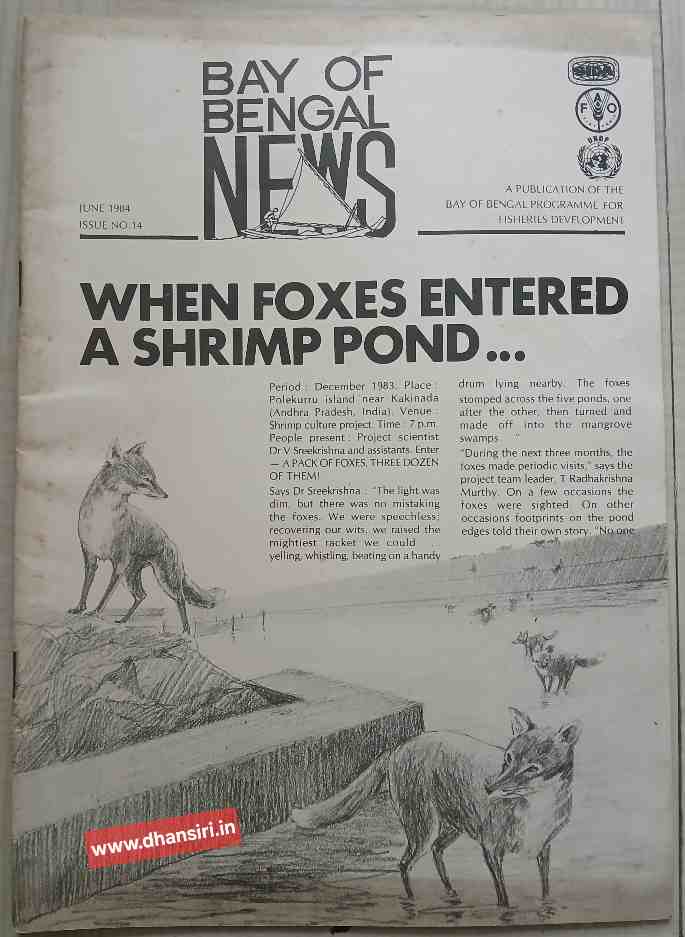 BAY OF
BENGAL
NEWS
SIDA
FAO
UNDP
JUNE 1984
ISSUE NO.14
A PUBLICATION OF THE
BAY OF BENGAL PROGRAMME FOR
FISHERIES DEVELOPMENT
WHEN FOXES ENTERED
A SHRIMP POND...
Period : December 1983. Place :
Polekurru island near Kakinada
(Andhra Pradesh, India). Venue :
Shrimp culture project. Time : 7 p.m.
People present : Project scientist
Dr V Sreekrishna and assistants. Enter
— A PACK OF FOXES, THREE DOZEN
OF THEM!
Says Dr Sreekrishna : "The light was
dim, but there was no mistaking
the foxes. We were speechless;
recovering our wits, we raised the
mightiest racket we could —
yelling, whistling, beating on a handy
drum lying nearby. The foxes
stomped across the five ponds, one
after the other, then turned and
made off into the mangrove
swamps. "
"During the next three months, the
foxes made periodic visits," says the
project team leader, T Radhakrishna
Murthy. On a few occasions the
foxes were sighted. On other
occasions footprints on the pond
edges told their own story. "No one
www.dhansiri.in